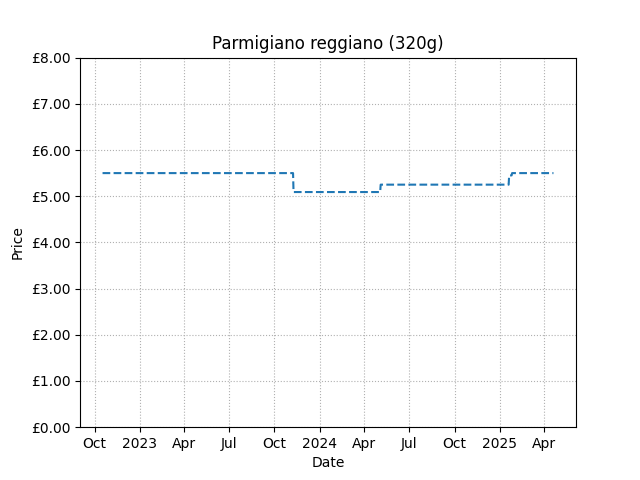 Parmigiano reggiano (320g)
£8.00
£7.00
£6.00
£5.00
£4.00
£3.00
£2.00
£1.00
£0.00
Price
Oct 2023 Apr Jul Oct 2024 Apr Jul Oct 2025 Apr
Date